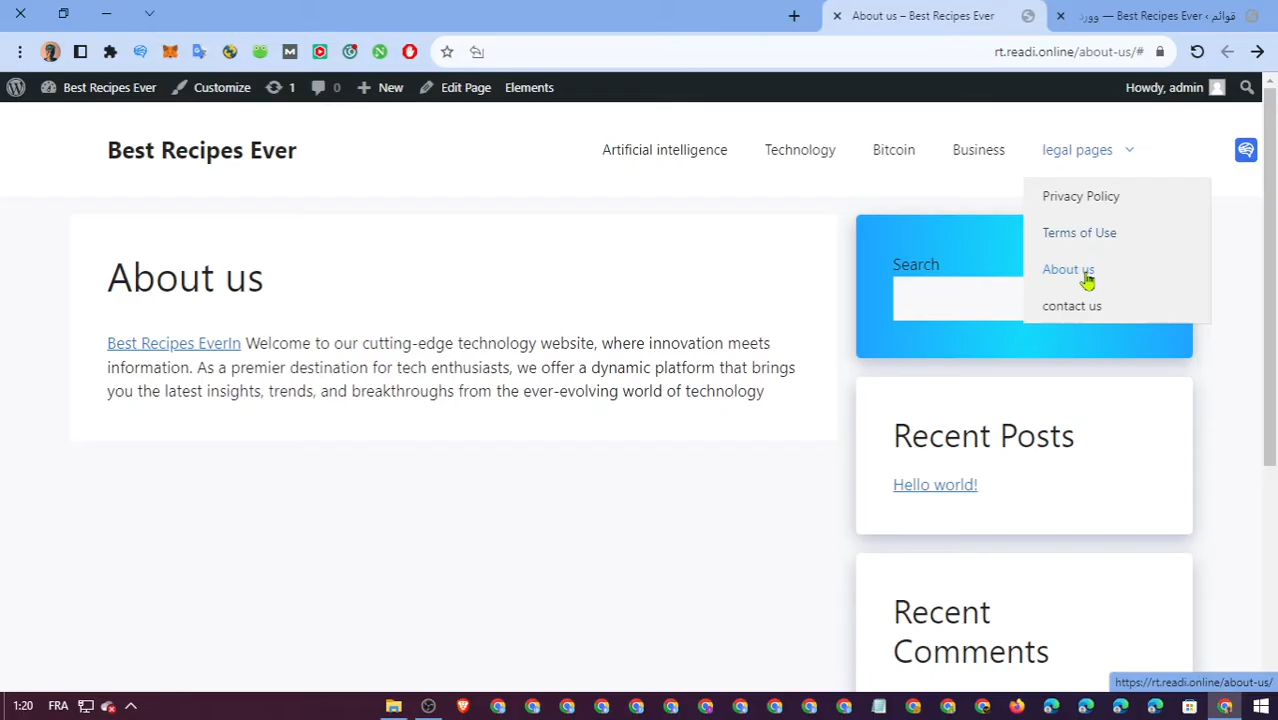 About us – Best Recipes Ever
قوائم ‹ Best Recipes Ever — وورد
rt.readi.online/about-us/#
Best Recipes Ever
Customize
1
0
New
Edit Page
Elements
Howdy, admin
Best Recipes Ever
Artificial intelligence
Technology
Bitcoin
Business
legal pages
Privacy Policy
Terms of Use
About us
contact us
About us
Best Recipes EverIn Welcome to our cutting-edge technology website, where innovation meets
information. As a premier destination for tech enthusiasts, we offer a dynamic platform that brings
you the latest insights, trends, and breakthroughs from the ever-evolving world of technology
Search
Recent Posts
Hello world!
Recent
Comments
https://rt.readi.online/about-us/
1:20
FRA